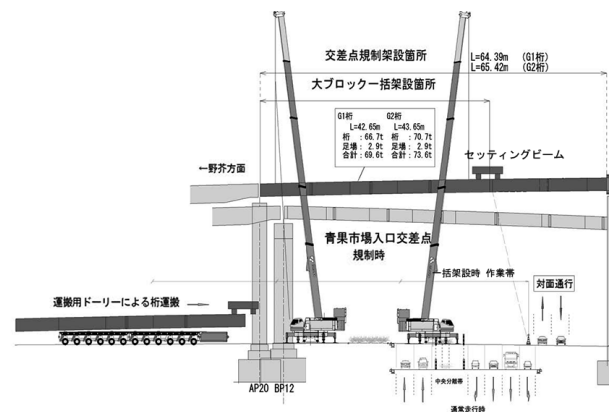 交差点規制架設箇所
L=64.39m (G1桁)
L=65.42m (G2桁)
大ブロック一括架設箇所
G1桁 G2桁
L=42.65m L=43.65m
桁 :66.7t 桁 :70.7t
足場: 2.9t 足場: 2.9t
合計:69.6t 合計:73.6t
セッティングビーム
←野芥方面
青果市場入口交差点
規制時
一括架設時 作業帯
対面通行
運搬用ドーリーによる桁運搬
中央分離帯
AP20 BP12
通常走行時